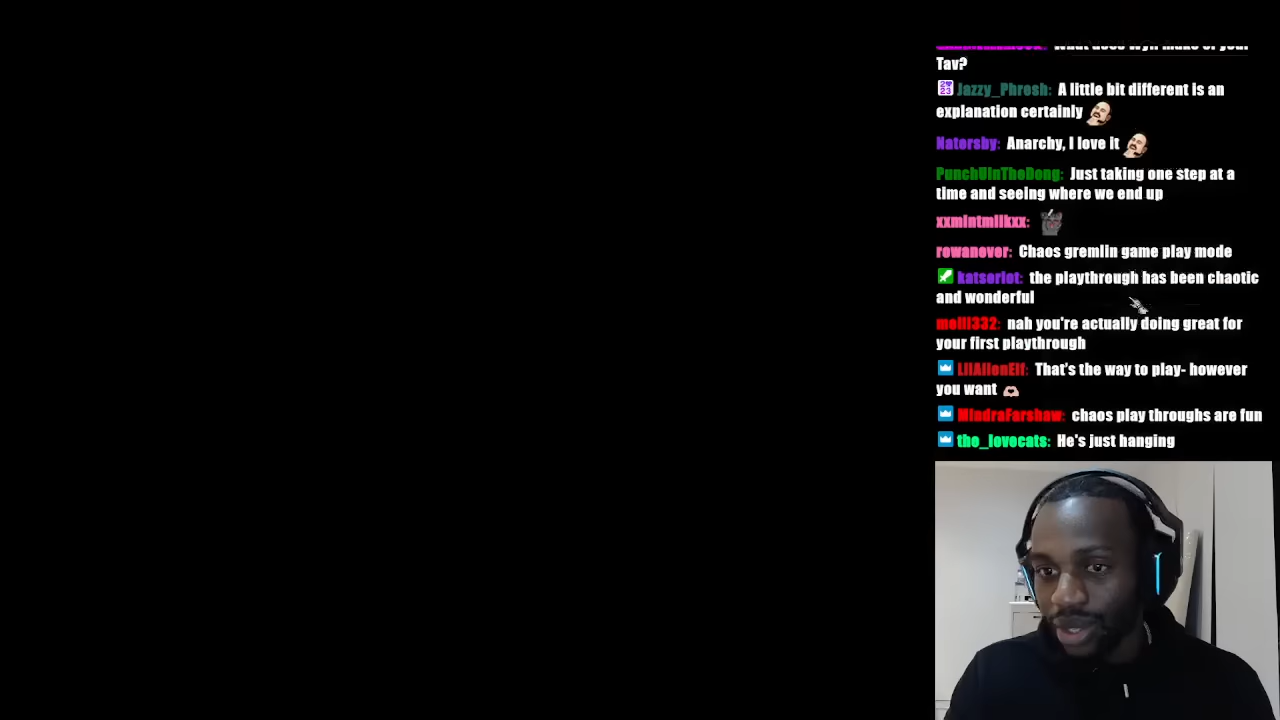 Tav?
Jazzy_Phresh: A little bit different is an
explanation certainly
Natersby: Anarchy, I love it
PunchUInTheDong: Just taking one step at a
time and seeing where we end up
xxmintmilkxx:
rowanover: Chaos gremlin game play mode
katsoriot: the playthrough has been chaotic
and wonderful
molll332: nah you're actually doing great for
your first playthrough
LilAlienElf: That's the way to play- however
you want
MiadraFarshaw: chaos play throughs are fun
the_lovecats: He's just hanging